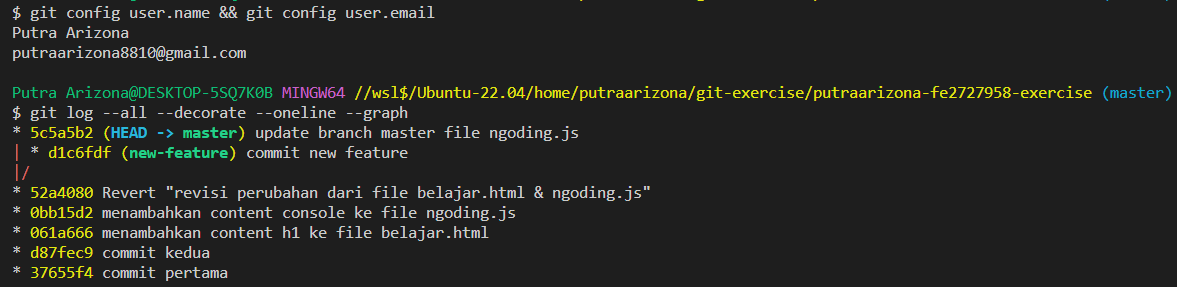 $ git config user.name && git config user.email
Putra Arizona
putraarizona8810@gmail.com
Putra Arizona@DESKTOP-5SQ7K0B MINGW64 //wsl$/Ubuntu-22.04/home/putraarizona/git-exercise/putraarizona-fe2727958-exercise (master)
$ git log --all --decorate --oneline --graph
* 5c5a5b2 (HEAD -> master) update branch master file ngoding.js
| * d1c6fdf (new-feature) commit new feature
|/
* 52a4080 Revert "revisi perubahan dari file belajar.html & ngoding.js"
* 0bb15d2 menambahkan content console ke file ngoding.js
* 061a666 menambahkan content h1 ke file belajar.html
* d87fec9 commit kedua
* 37655f4 commit pertama